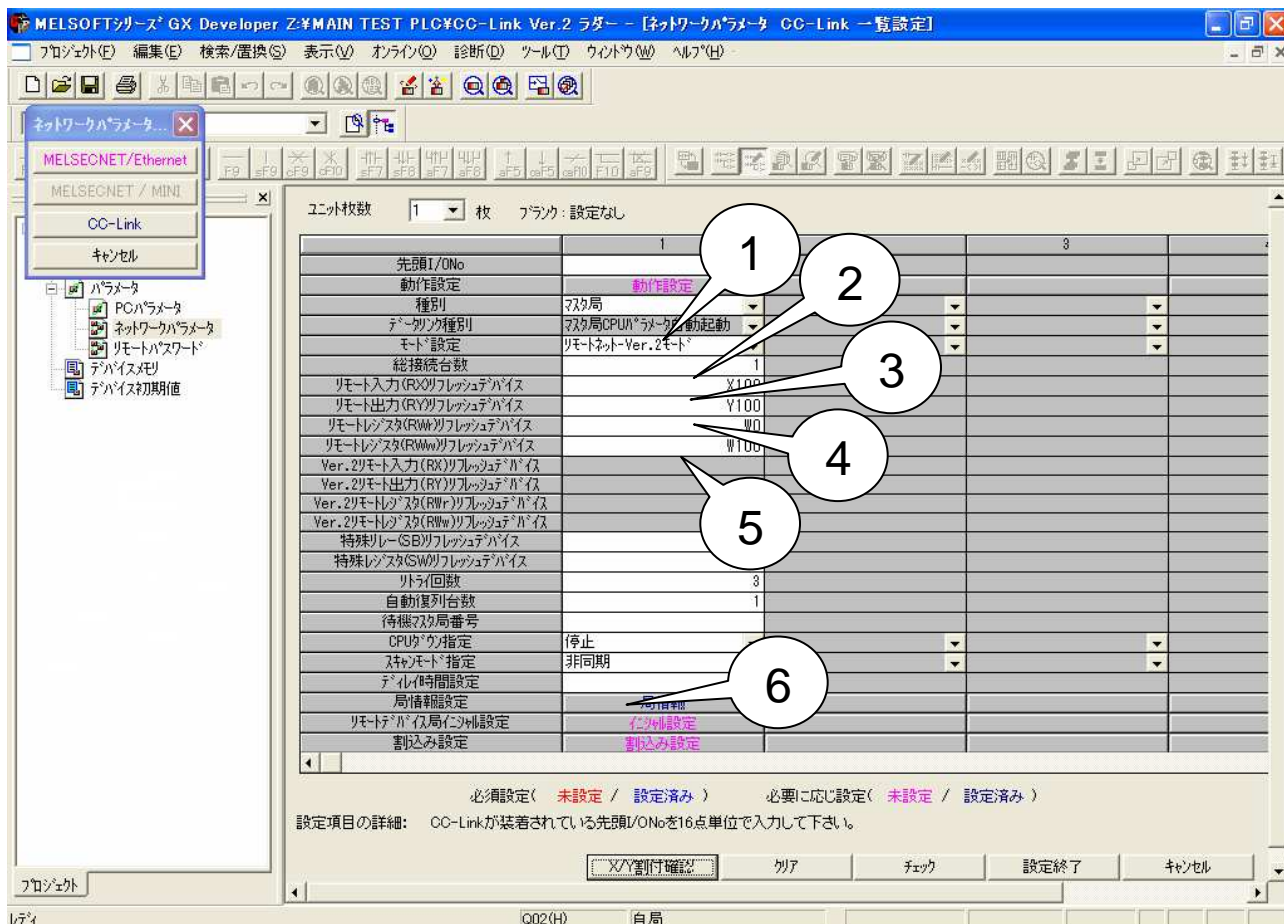 MELSOFTシリーズ GX Developer Z:¥MAIN TEST PLC¥CC-Link Ver.2 ラダー - [ネットワークパラメータ CC-Link 一覧設定]
プロジェクト(F) 編集(E) 検索/置換(S) 表示(V) オンライン(O) 診断(D) ツール(T) ウィンドウ(W) ヘルプ(H)
ネットワークパラメータ...
MELSECNET/Ethernet
MELSECNET / MINI
CC-Link
キャンセル
F9 sF9 cF9 cF10 sF7 sF8 aF7 aF8 aF5 caF5 caF10 F10 aF9
パラメータ
PCパラメータ
ネットワークパラメータ
リモートパスワード
デバイスメモリ
デバイス初期値
プロジェクト
ユニット枚数 1 枚 ブランク:設定なし
1 3
先頭I/ONo
動作設定 動作設定
種別 マスタ局
データリンク種別 マスタ局CPUパラメータ自動起動
モード設定 リモートネット-Ver.2モード
総接続台数 1
リモート入力(RX)リフレッシュデバイス X100
リモート出力(RY)リフレッシュデバイス Y100
リモートレジスタ(RWr)リフレッシュデバイス W0
リモートレジスタ(RWw)リフレッシュデバイス W100
Ver.2リモート入力(RX)リフレッシュデバイス
Ver.2リモート出力(RY)リフレッシュデバイス
Ver.2リモートレジスタ(RWr)リフレッシュデバイス
Ver.2リモートレジスタ(RWw)リフレッシュデバイス
特殊リレー(SB)リフレッシュデバイス
特殊レジスタ(SW)リフレッシュデバイス
リトライ回数 3
自動復列台数 1
待機マスタ局番号
CPUダウン指定 停止
スキャンモード指定 非同期
ディレイ時間設定
局情報設定 局情報
リモートデバイス局イニシャル設定 イニシャル設定
割込み設定 割込み設定
1
2
3
4
5
6
必須設定( 未設定 / 設定済み ) 必要に応じ設定( 未設定 / 設定済み )
設定項目の詳細: CC-Linkが装着されている先頭I/ONoを16点単位で入力して下さい。
X/Y割付確認 クリア チェック 設定終了 キャンセル
レディ Q02(H) 自局